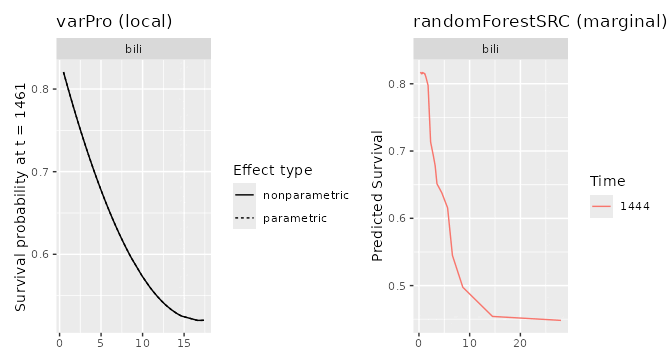 varPro (local)
bili
Survival probability at t = 1461
0.8
0.7
0.6
0
5
10
15
Effect type
nonparametric
parametric
randomForestSRC (marginal)
bili
Predicted Survival
0.8
0.7
0.6
0.5
0
10
20
Time
1444